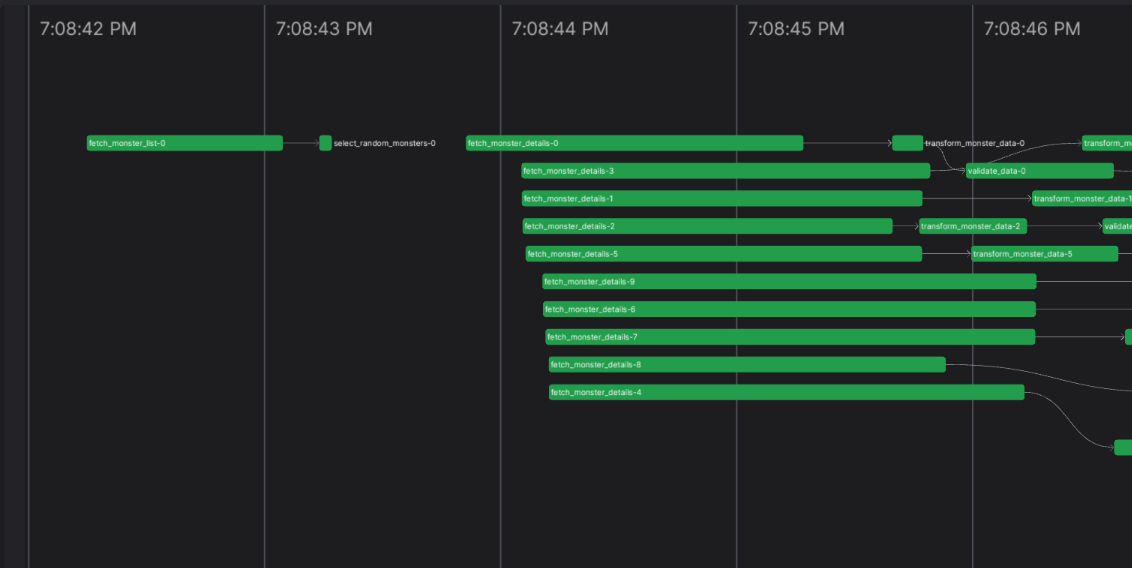 7:08:42 PM 7:08:43 PM 7:08:44 PM 7:08:45 PM 7:08:46 PM
fetch_monster_list-0 select_random_monsters-0 fetch_monster_details-0 transform_monster_data-0 transform_m
fetch_monster_details-3 validate_data-0
fetch_monster_details-1 transform_monster_data-1
fetch_monster_details-2 transform_monster_data-2 validate
fetch_monster_details-5 transform_monster_data-5
fetch_monster_details-9
fetch_monster_details-6
fetch_monster_details-7
fetch_monster_details-8
fetch_monster_details-4